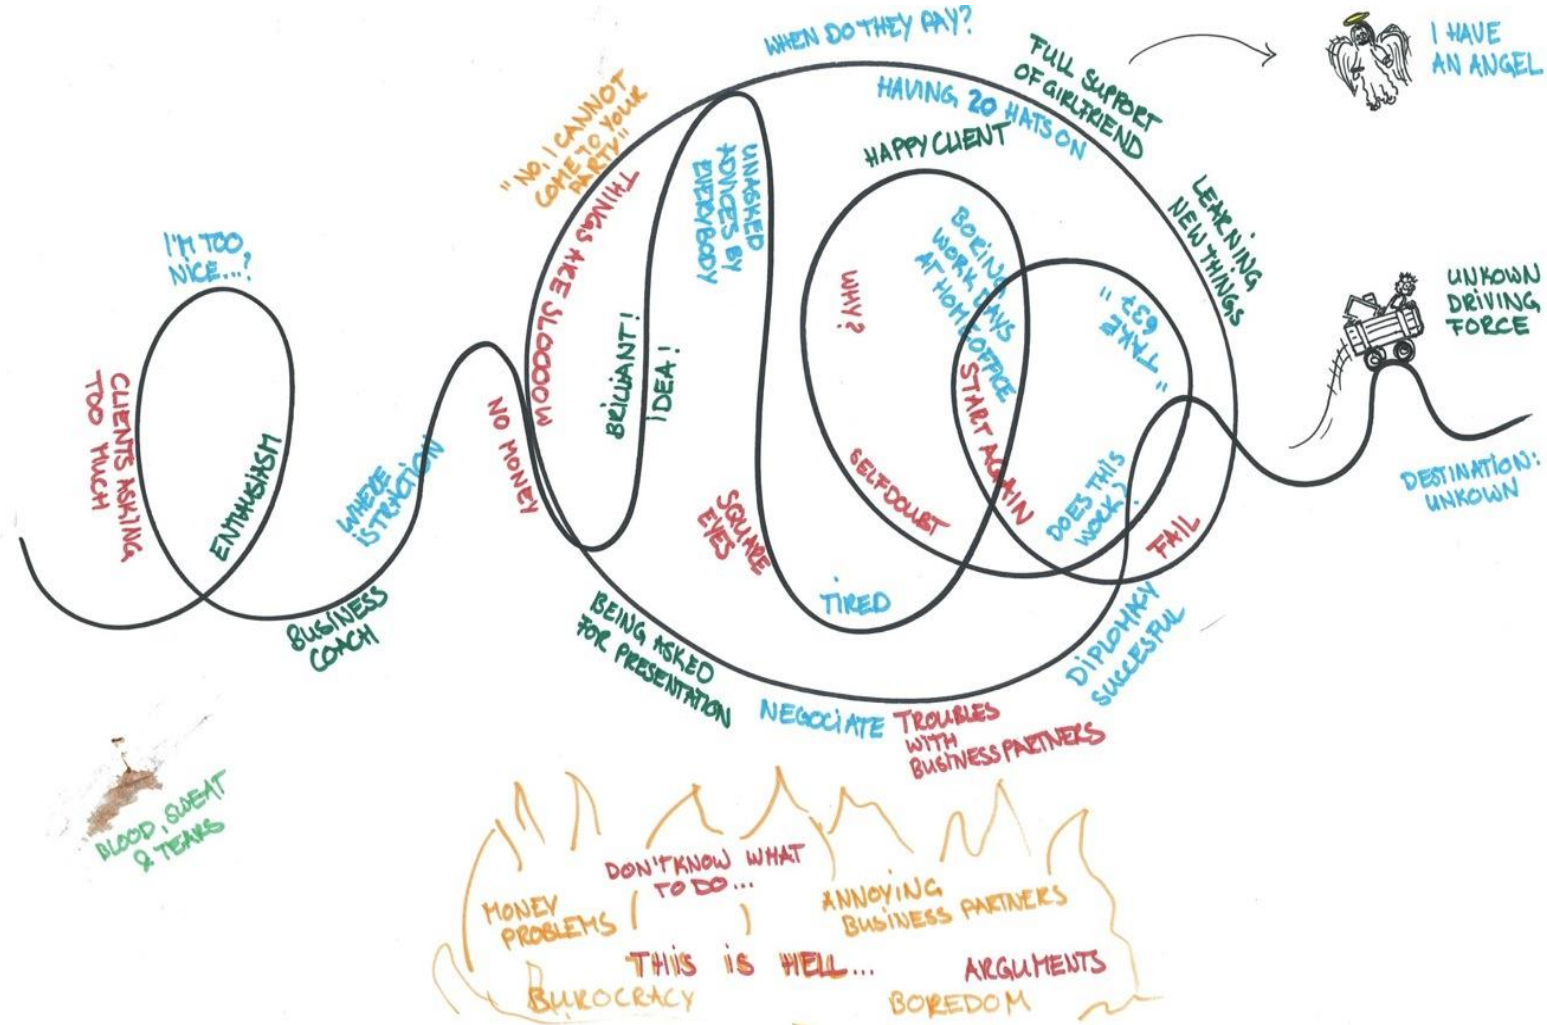 WHEN DO THEY PAY?
FULL SUPPORT
OF GIRLFRIEND
I HAVE
AN ANGEL
HAVING 20 HATS ON
"NO, I CANNOT
COME TO YOUR
PARTY"
HAPPY CLIENT
THINGS ARE SLOOOOW
UNASKED
ADVICES BY
EVERYBODY
LEARNING
NEW THINGS
I'M TOO
NICE...?
BORING
WORK DAYS
AT HOME OFFICE
WHY?
"TAKE
637"
UNKOWN
DRIVING
FORCE
BRILIANT!
IDEA!
CLIENTS ASKING
TOO MUCH
ENTHUSIASM
WHERE
IS TRACTION
NO MONEY
START AGAIN
SELFDOUBT
DOES THIS
WORK?
SQUARE
EYES
FAIL
DESTINATION:
UNKOWN
TIRED
BUSINESS
COACH
BEING ASKED
FOR PRESENTATION
DIPLOMACY
SUCCESFUL
NEGOCIATE
TROUBLES
WITH
BUSINESS PARTNERS
BLOOD, SWEAT
& TEARS
DON'T KNOW WHAT
TO DO...
MONEY
PROBLEMS
ANNOYING
BUSINESS PARTNERS
THIS IS HELL...
ARGUMENTS
BUROCRACY
BOREDOM